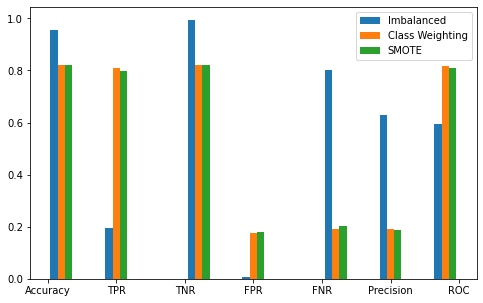 Imbalanced
Class Weighting
SMOTE
1.0
0.8
0.6
0.4
0.2
0.0
Accuracy TPR TNR FPR FNR Precision ROC